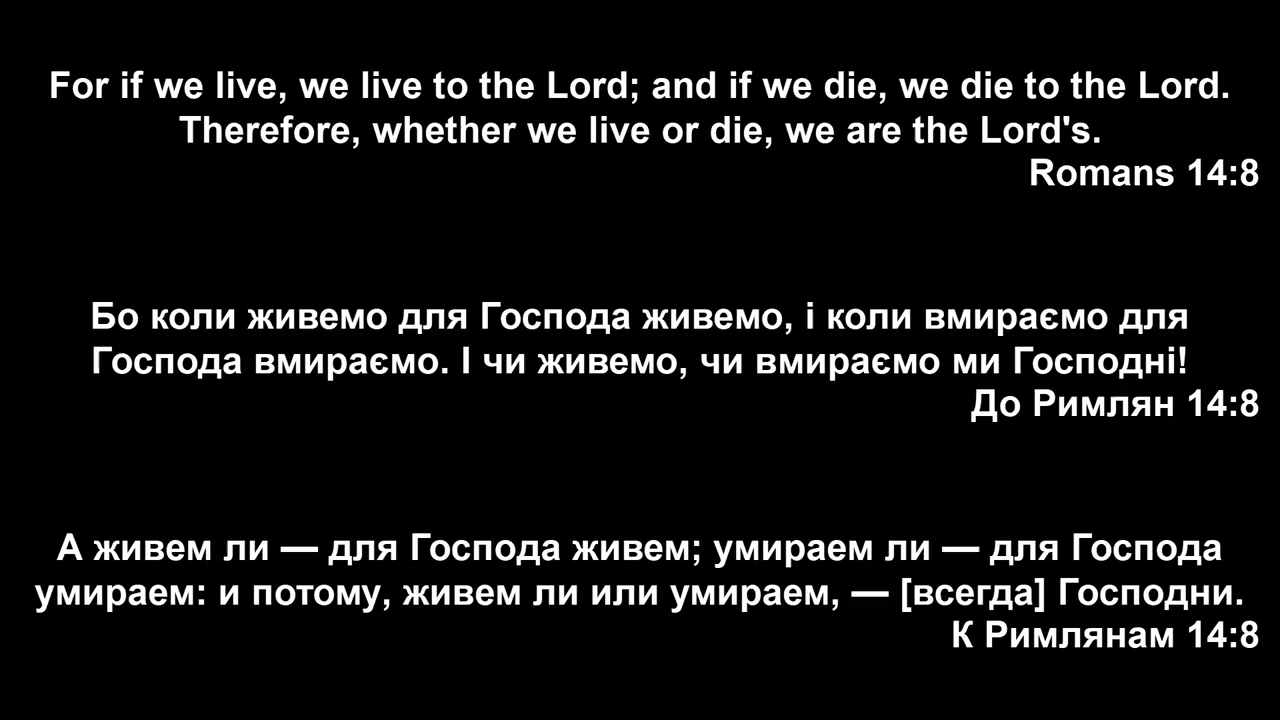 For if we live, we live to the Lord; and if we die, we die to the Lord.
Therefore, whether we live or die, we are the Lord's.
Romans 14:8
Бо коли живемо для Господа живемо, і коли вмираємо для
Господа вмираємо. І чи живемо, чи вмираємо ми Господні!
До Римлян 14:8
А живем ли — для Господа живем; умираем ли — для Господа
умираем: и потому, живем ли или умираем, — [всегда] Господни.
К Римлянам 14:8